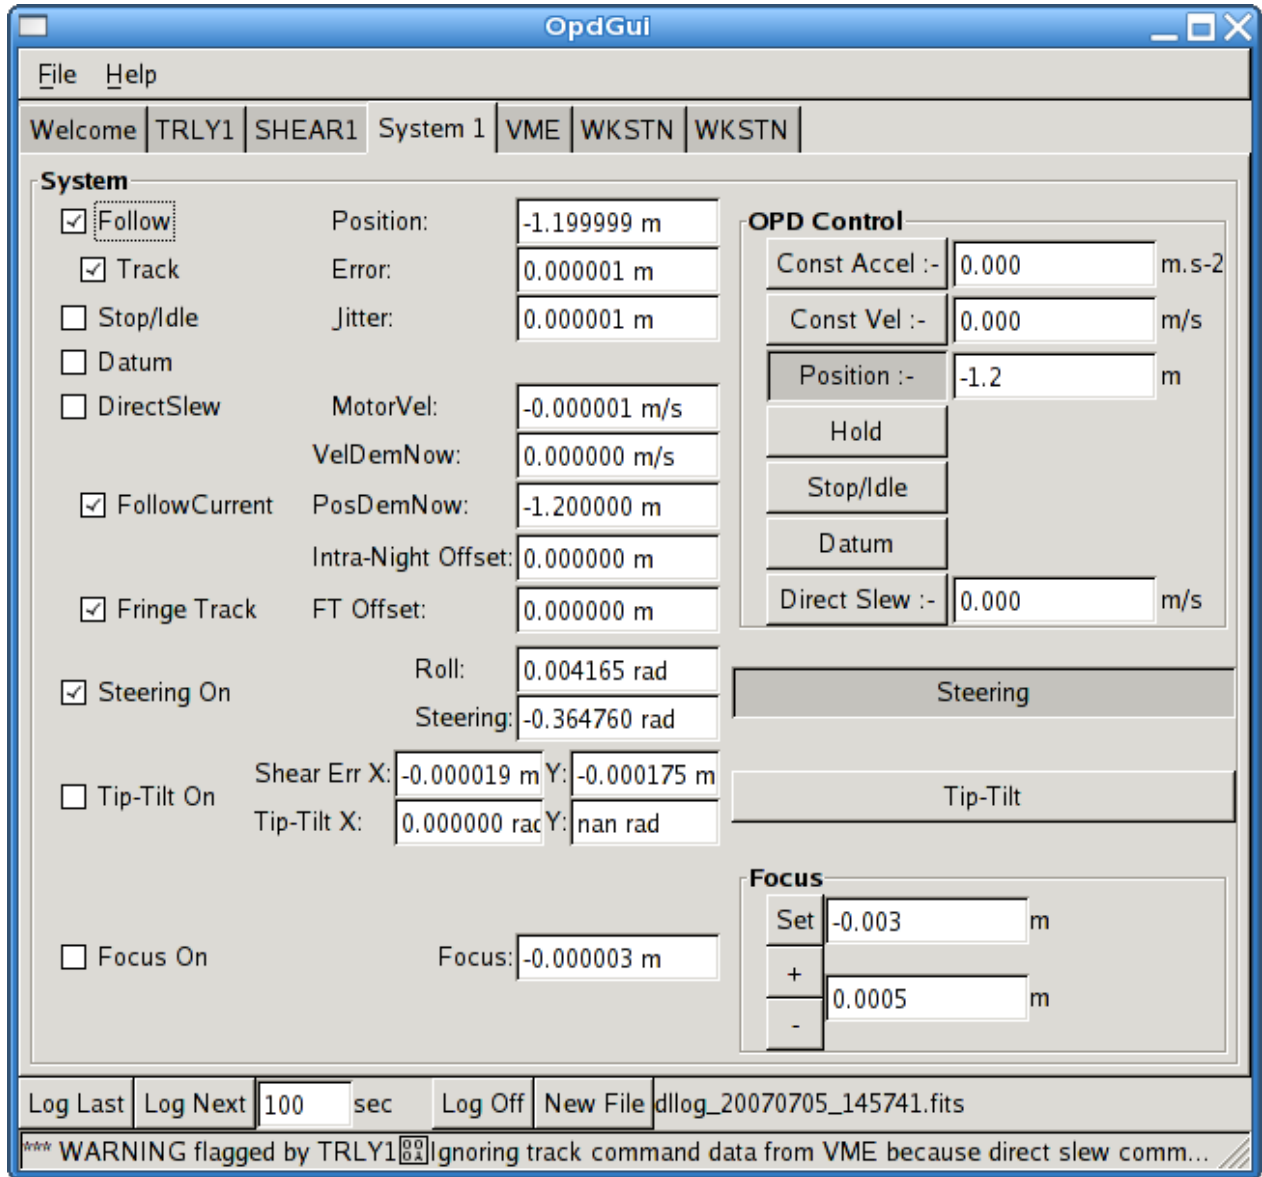 OpdGui
File Help
Welcome TRLY1 SHEAR1 System 1 VME WKSTN WKSTN
System
Follow Position: -1.199999 m
Track Error: 0.000001 m
Stop/Idle Jitter: 0.000001 m
Datum
DirectSlew MotorVel: -0.000001 m/s
VelDemNow: 0.000000 m/s
FollowCurrent PosDemNow: -1.200000 m
Intra-Night Offset: 0.000000 m
Fringe Track FT Offset: 0.000000 m
Roll: 0.004165 rad
Steering On
Steering: -0.364760 rad
Shear Err X: -0.000019 m Y: -0.000175 m
Tip-Tilt On
Tip-Tilt X: 0.000000 rad Y: nan rad
Focus On Focus: -0.000003 m
OPD Control
Const Accel :- 0.000 m.s-2
Const Vel :- 0.000 m/s
Position :- -1.2 m
Hold
Stop/Idle
Datum
Direct Slew :- 0.000 m/s
Steering
Tip-Tilt
Focus
Set -0.003 m
+
0.0005 m
-
Log Last Log Next 100 sec Log Off New File dllog_20070705_145741.fits
*** WARNING flagged by TRLY1 Ignoring track command data from VME because direct slew comm...